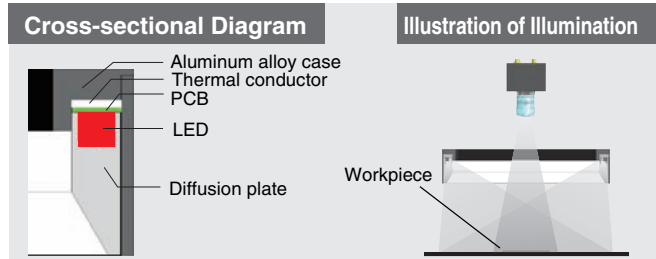 Cross-sectional Diagram
Aluminum alloy case
Thermal conductor
PCB
LED
Diffusion plate
Illustration of Illumination
Workpiece